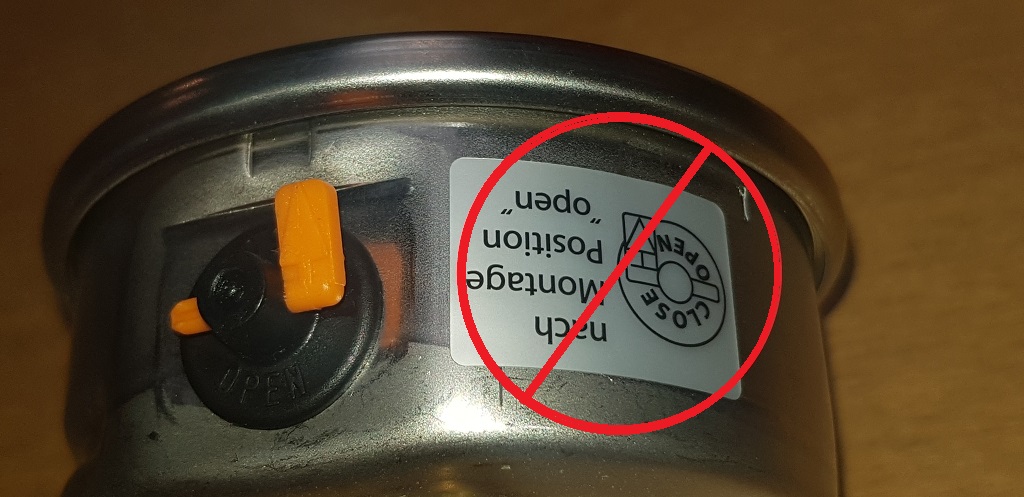 nach
Montage
Position
"open"
CLOSE
OPEN
OPEN